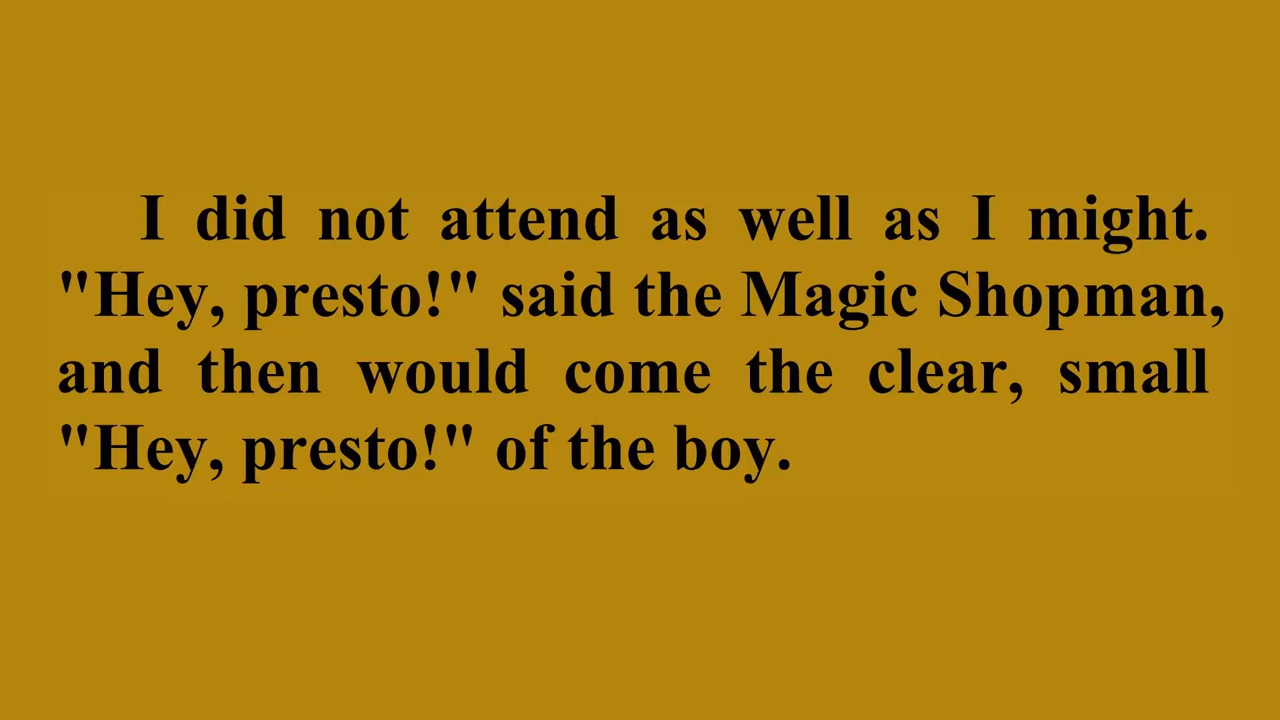 I did not attend as well as I might.
"Hey, presto!" said the Magic Shopman,
and then would come the clear, small
"Hey, presto!" of the boy.